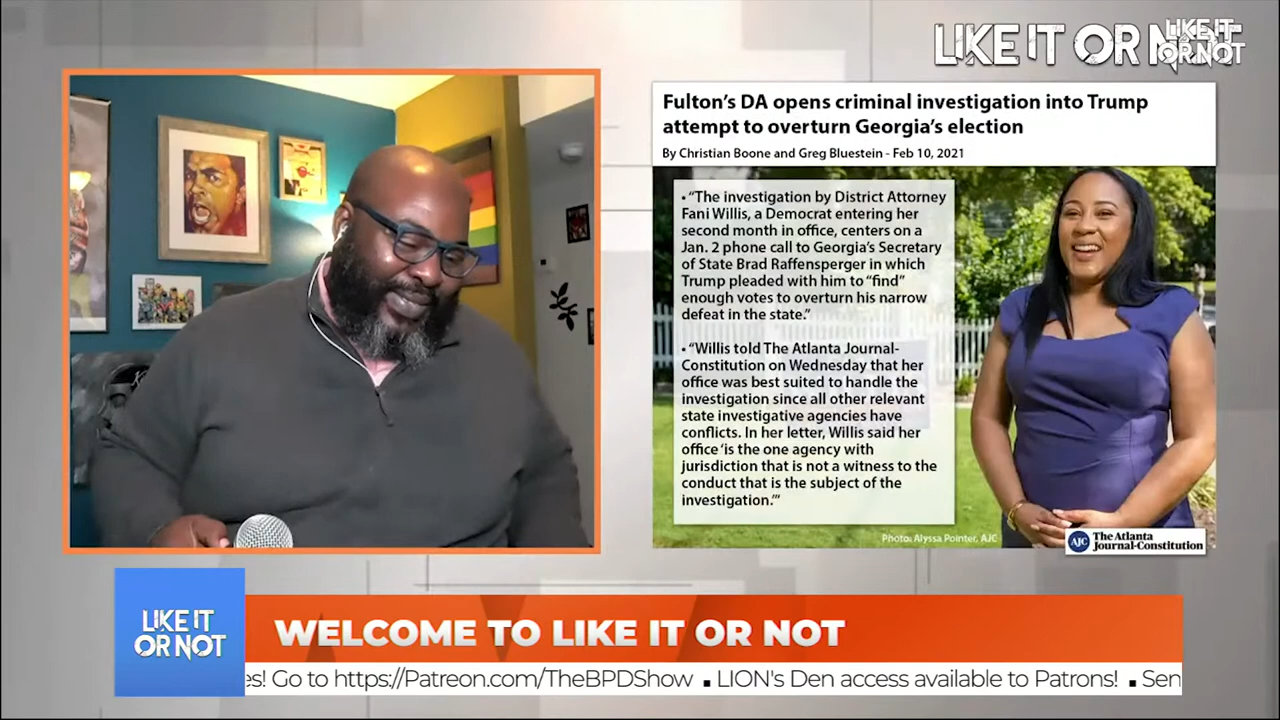 LIKE IT OR NOT
LIKE IT
OR NOT
Fulton's DA opens criminal investigation into Trump
attempt to overturn Georgia's election
By Christian Boone and Greg Bluestein - Feb 10, 2021
• “The investigation by District Attorney
Fani Willis, a Democrat entering her
second month in office, centers on a
Jan. 2 phone call to Georgia's Secretary
of State Brad Raffensperger in which
Trump pleaded with him to “find”
enough votes to overturn his narrow
defeat in the state.”
• “Willis told The Atlanta Journal-
Constitution on Wednesday that her
office was best suited to handle the
investigation since all other relevant
state investigative agencies have
conflicts. In her letter, Willis said her
office ‘is the one agency with
jurisdiction that is not a witness to the
conduct that is the subject of the
investigation.’”
Photo: Alyssa Pointer, AJC
AJC The Atlanta
Journal-Constitution
LIKE IT
OR NOT
WELCOME TO LIKE IT OR NOT
es! Go to https://Patreon.com/TheBPDShow ▪ LION's Den access available to Patrons! ▪ Sen